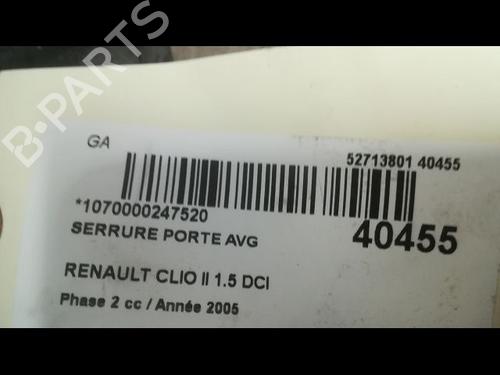 B-PARTS
GA
52713801 40455
*1070000247520
40455
SERRURE PORTE AVG
RENAULT CLIO II 1.5 DCI
Phase 2 cc / Année 2005